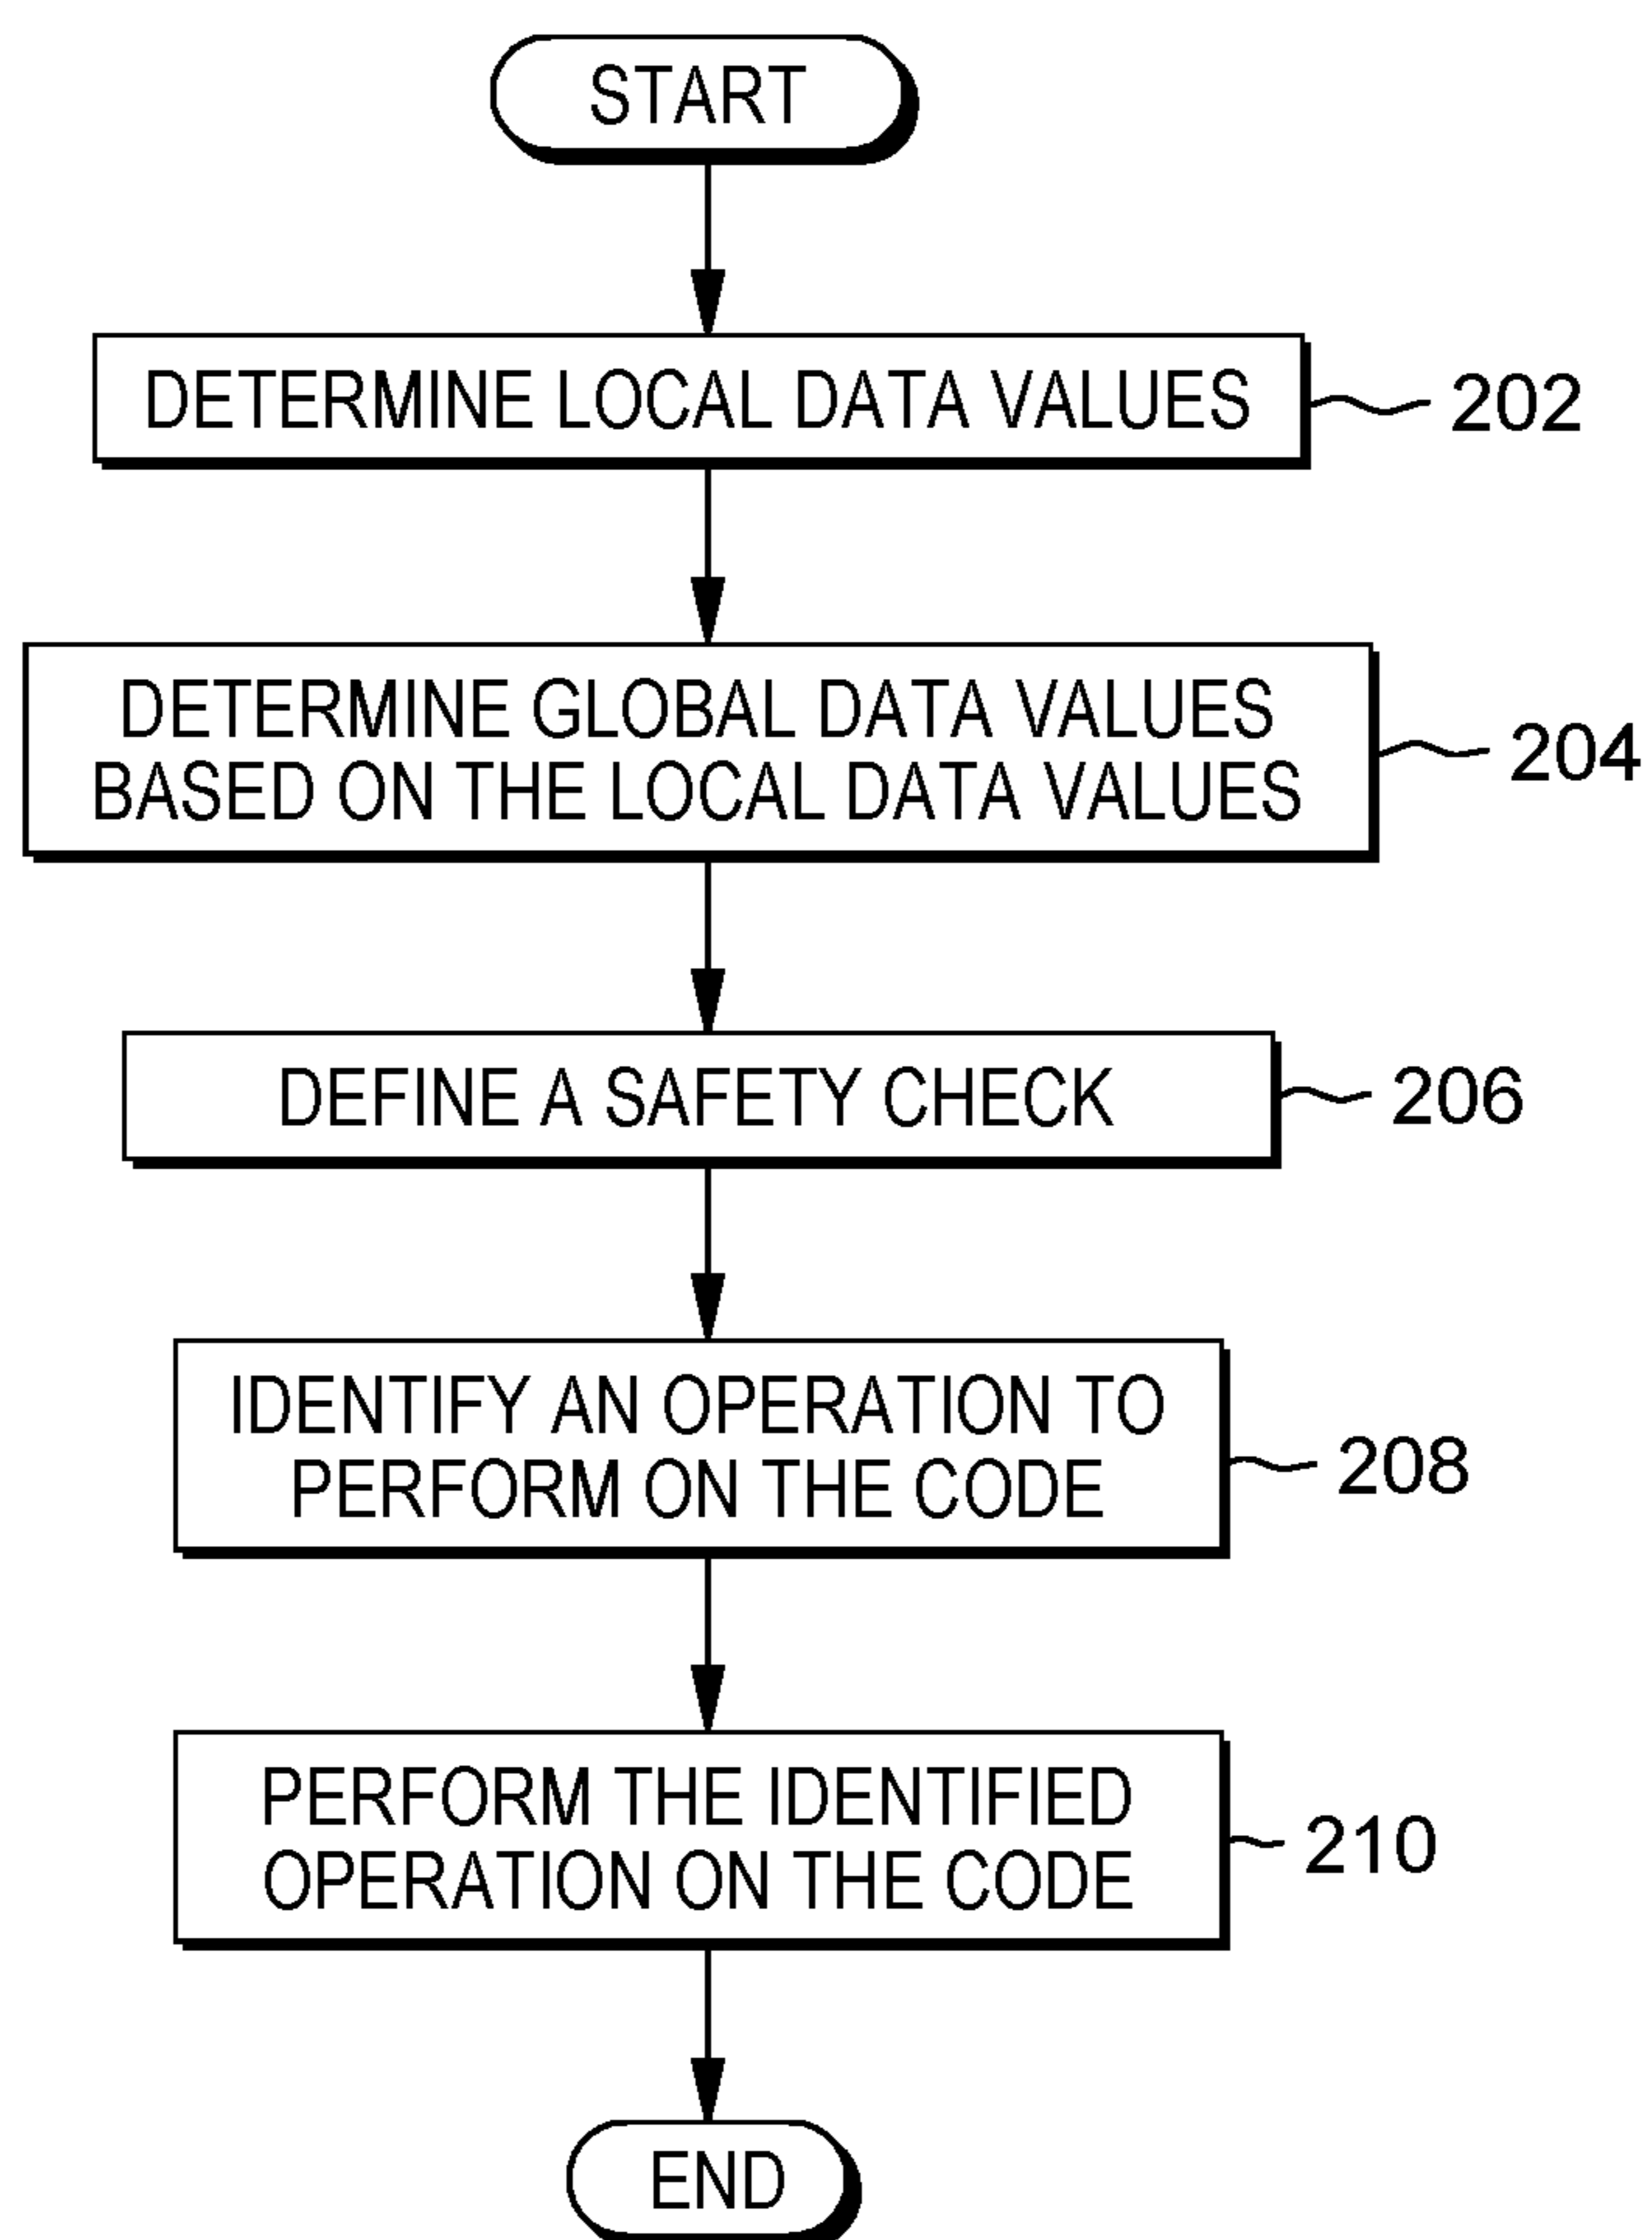 START
DETERMINE LOCAL DATA VALUES
202
DETERMINE GLOBAL DATA VALUES
BASED ON THE LOCAL DATA VALUES
204
DEFINE A SAFETY CHECK
206
IDENTIFY AN OPERATION TO
PERFORM ON THE CODE
208
PERFORM THE IDENTIFIED
OPERATION ON THE CODE
210
END